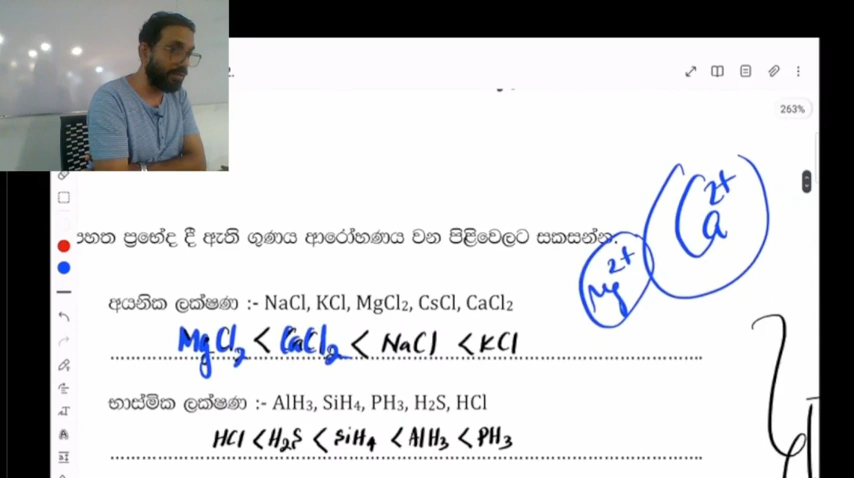 2.
263%
පහත ප්‍රභේද දී ඇති ගුණය ආරෝහණය වන පිළිවෙලට සකසන්න.
Mg2+
Ca2+
අයනික ලක්ෂණ :- NaCl, KCl, MgCl2, CsCl, CaCl2
MgCl2 < CaCl2 < NaCl < KCl
භාස්මික ලක්ෂණ :- AlH3, SiH4, PH3, H2S, HCl
HCl < H2S < SiH4 < AlH3 < PH3